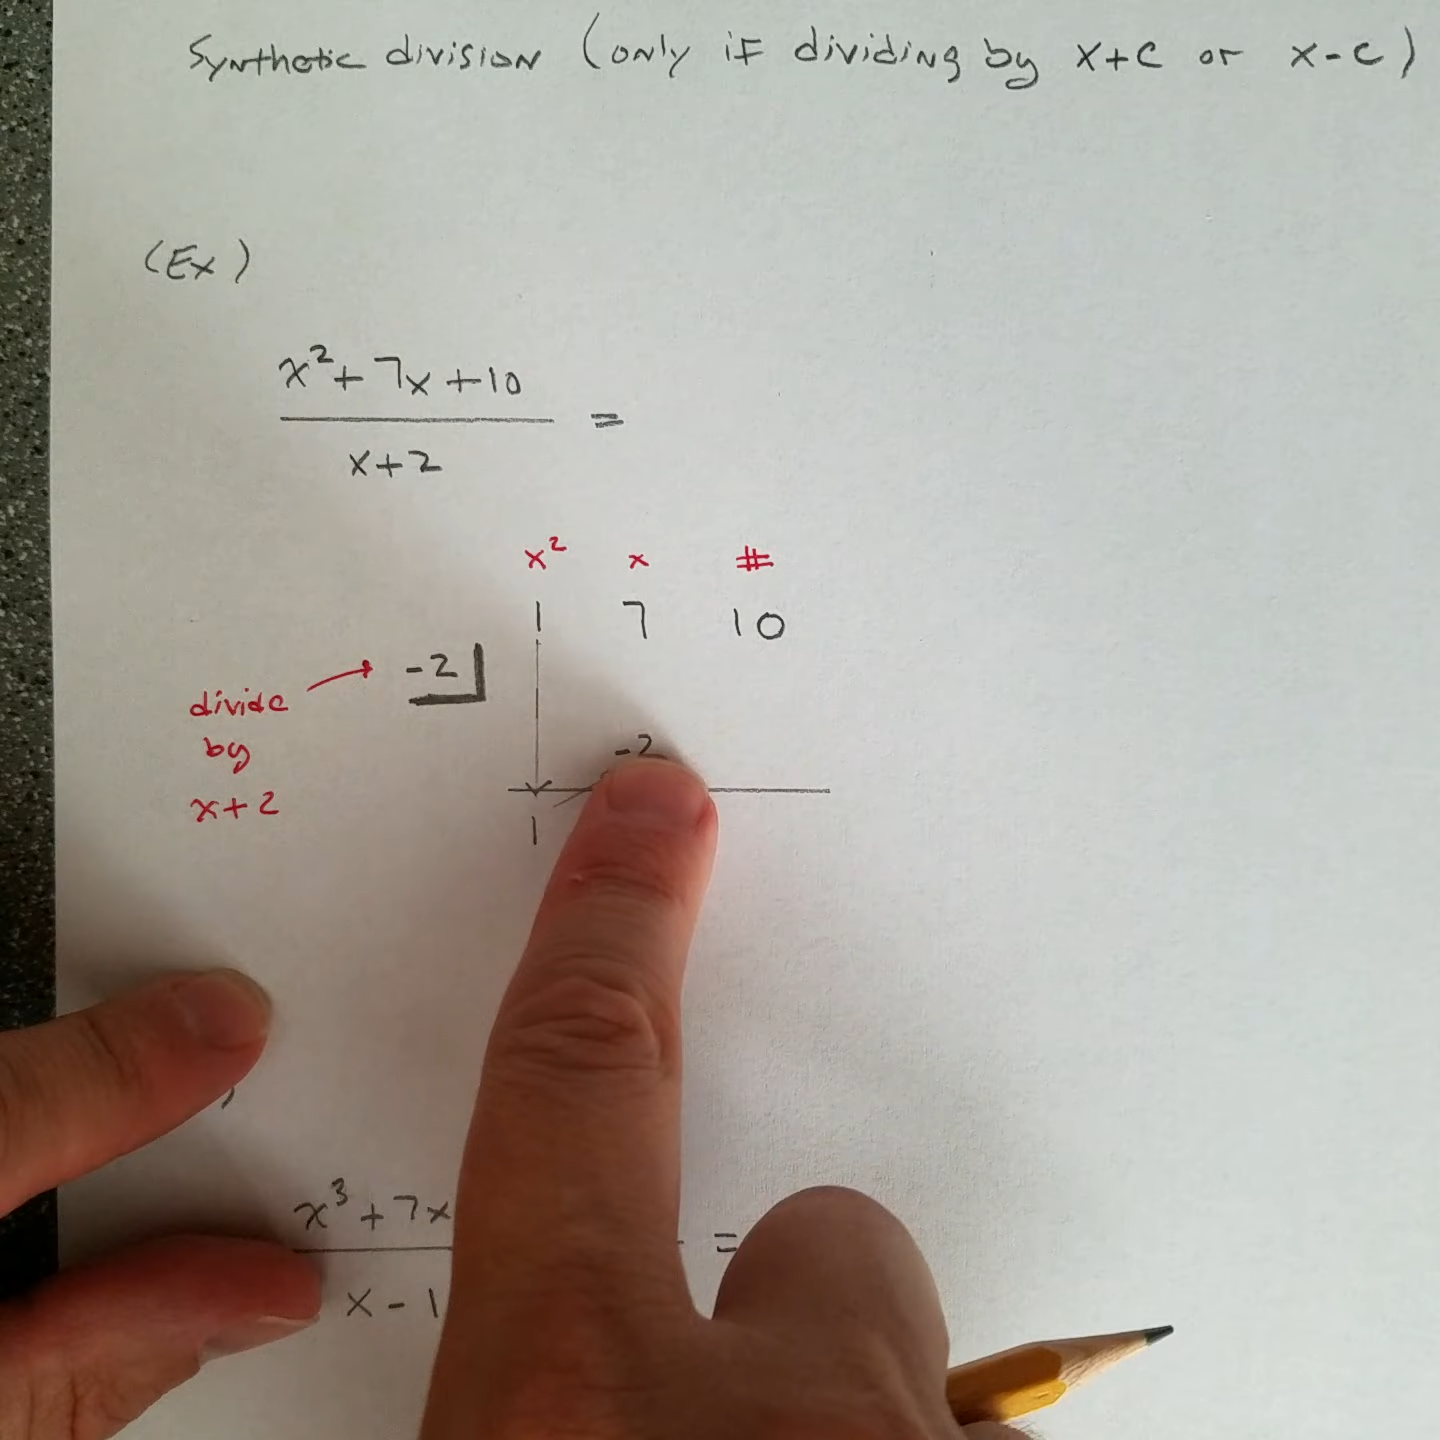 Synthetic division (only if dividing by x+c or x-c)
(Ex)
x²+7x+10
=
x+2
x² x #
1 7 10
-2
divide
by
x+2
-2
1
x³+7x
=
x-1